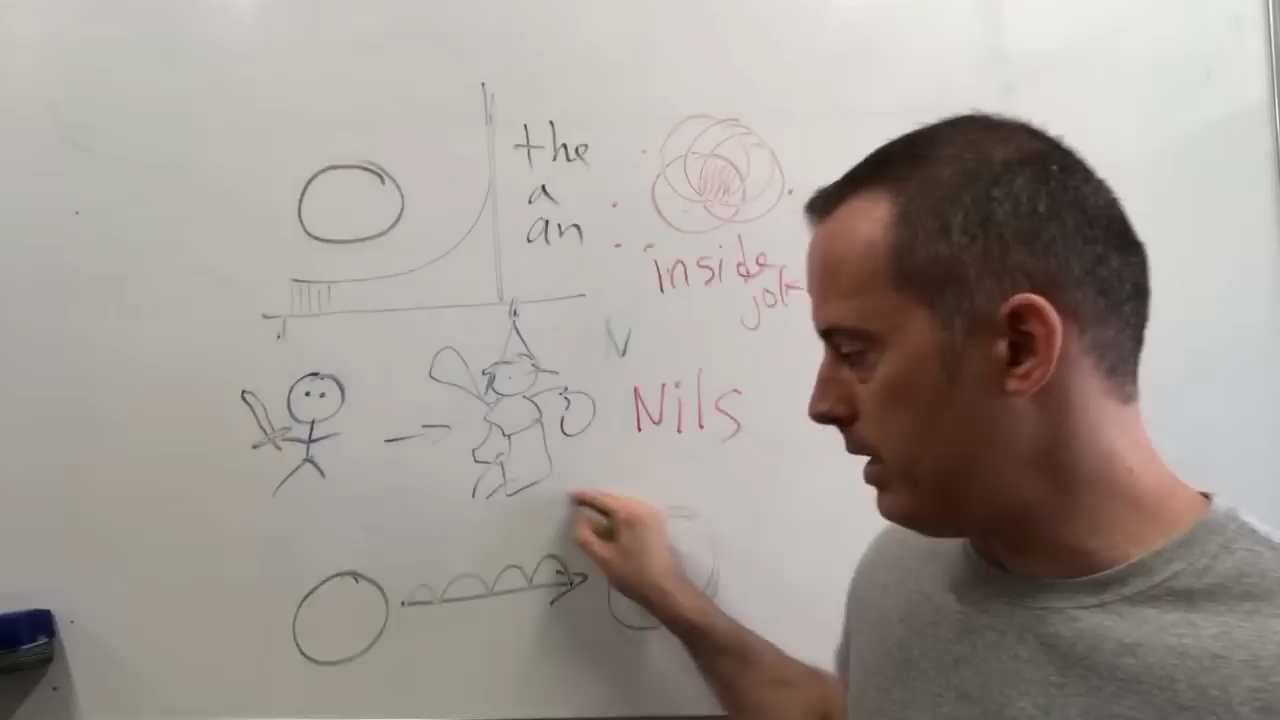 the
a
an
inside
V
Nils